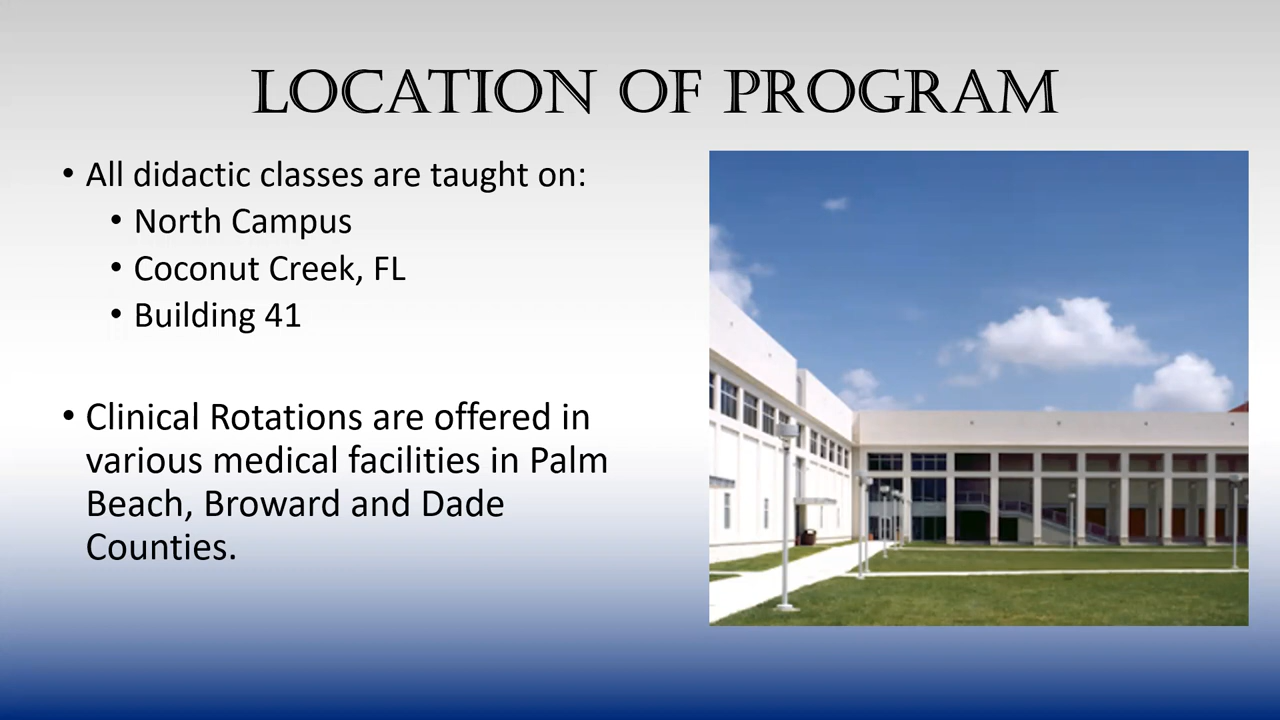 LOCATION OF PROGRAM
• All didactic classes are taught on:
• North Campus
• Coconut Creek, FL
• Building 41
• Clinical Rotations are offered in
various medical facilities in Palm
Beach, Broward and Dade
Counties.